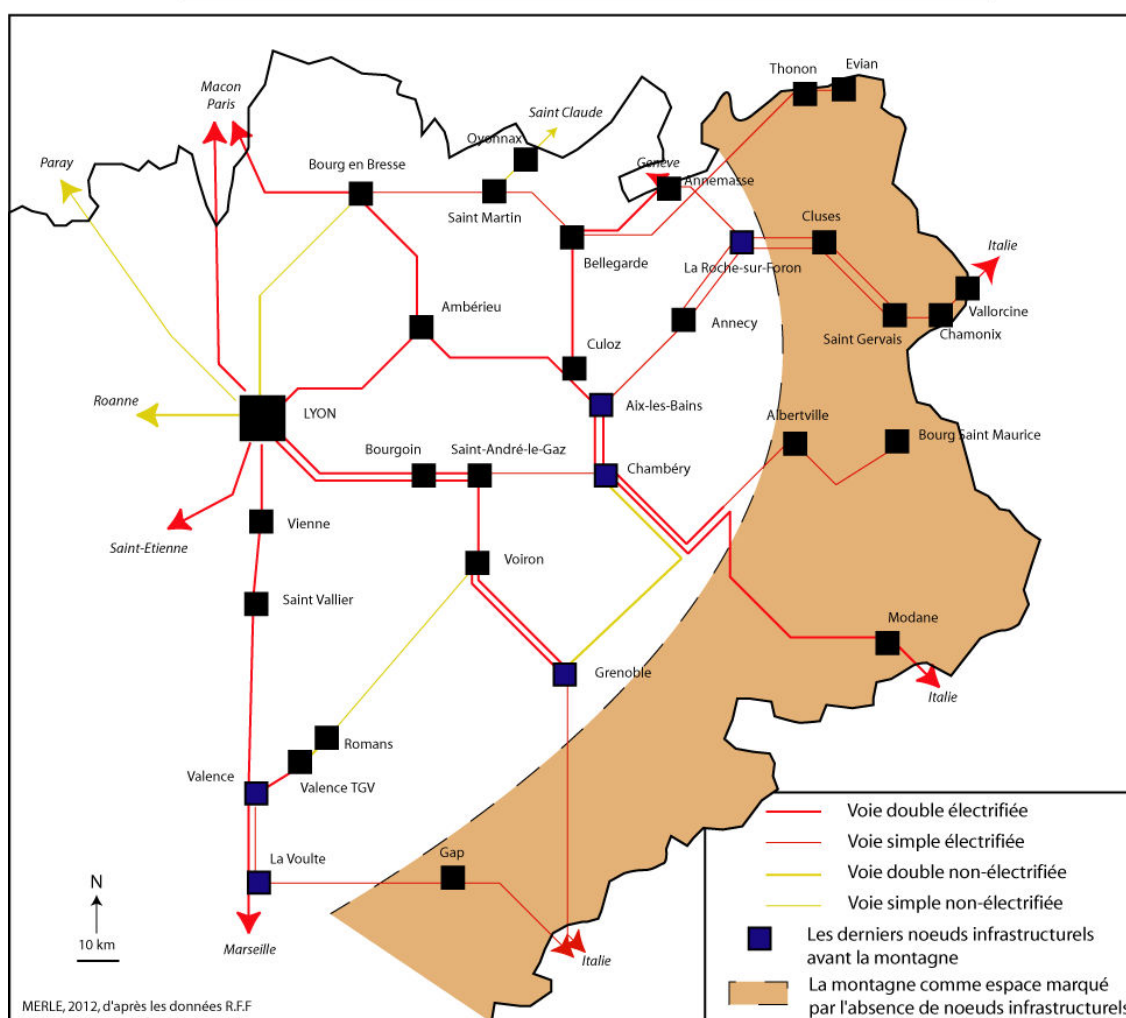 Thonon
Evian
Macon
Paris
Saint Claude
Oyonnax
Paray
Bourg en Bresse
Genève
Annemasse
Saint Martin
Cluses
Italie
Bellegarde
La Roche-sur-Foron
Vallorcine
Ambérieu
Annecy
Saint Gervais
Chamonix
Culoz
Roanne
LYON
Aix-les-Bains
Albertville
Bourg Saint Maurice
Bourgoin
Saint-André-le-Gaz
Chambéry
Vienne
Saint-Etienne
Voiron
Saint Vallier
Modane
Grenoble
Italie
Romans
Valence
Valence TGV
La Voulte
Gap
N
10 km
Marseille
Italie
MERLE, 2012, d'après les données R.F.F
Voie double électrifiée
Voie simple électrifiée
Voie double non-électrifiée
Voie simple non-électrifiée
Les derniers noeuds infrastructurels
avant la montagne
La montagne comme espace marqué
par l'absence de noeuds infrastructurels